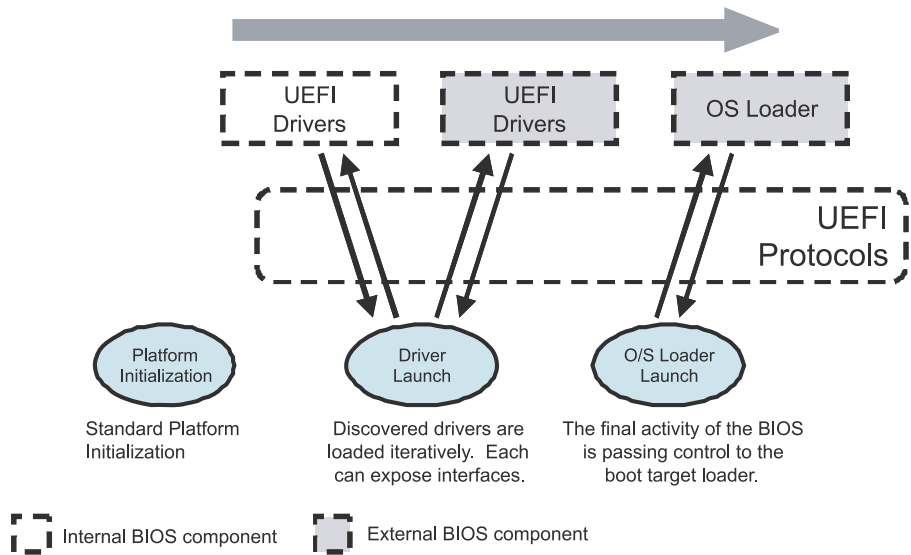 UEFI
Drivers
UEFI
Drivers
OS Loader
UEFI
Protocols
Platform
Initialization
Driver
Launch
O/S Loader
Launch
Standard Platform
Initialization
Discovered drivers are
loaded iteratively.  Each
can expose interfaces.
The final activity of the BIOS
is passing control to the
boot target loader.
Internal BIOS component
External BIOS component